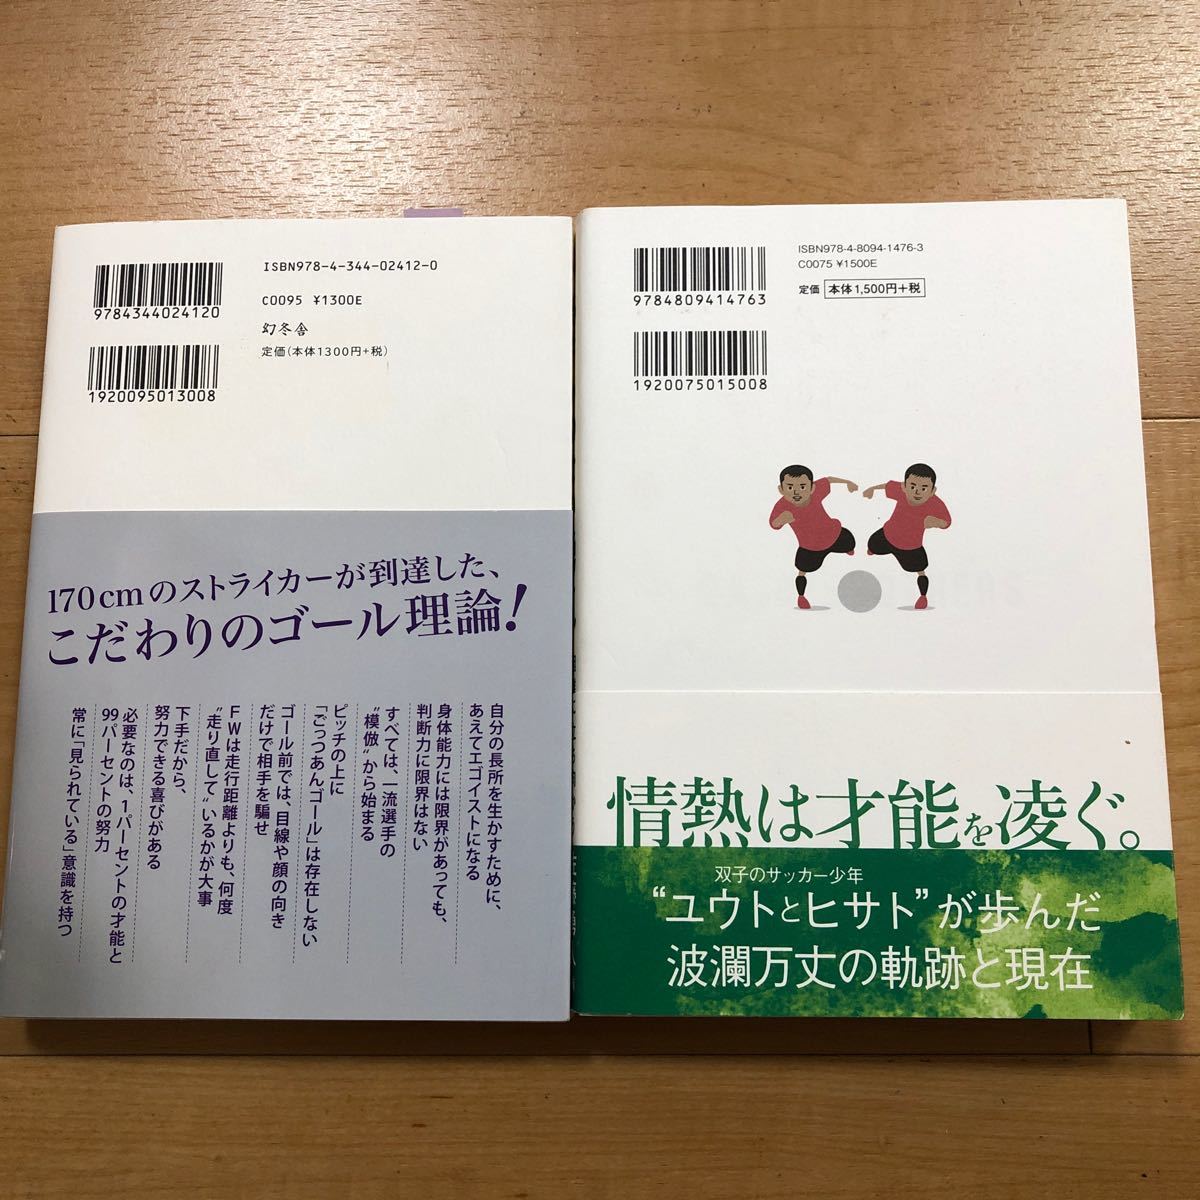 ISBN978-4-344-02412-0
C0095 ¥1300E
幻冬舎
定価(本体1300円+税)
9784344024120
1920095013008
170cmのストライカーが到達した、
こだわりのゴール理論!
自分の長所を生かすために、
あえてエゴイストになる
身体能力には限界があっても、
判断力に限界はない
すべては、一流選手の
“模倣”から始まる
ピッチの上に
「ごっつあんゴール」は存在しない
ゴール前では、目線や顔の向き
だけで相手を騙せ
FWは走行距離よりも、何度
“走り直して”いるかが大事
下手だから、
努力できる喜びがある
必要なのは、1パーセントの才能と
99パーセントの努力
常に「見られている」意識を持つ
ISBN978-4-8094-1476-3
C0075 ¥1500E
定価 本体1,500円+税
9784809414763
1920075015008
情熱は才能を凌ぐ。
双子のサッカー少年
“ユウトとヒサト”が歩んだ
波瀾万丈の軌跡と現在